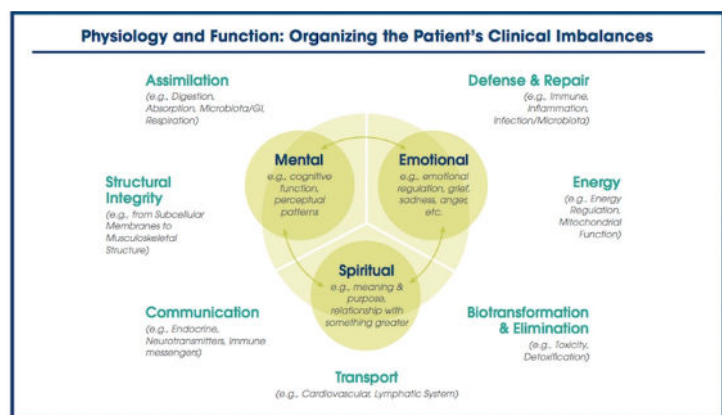 Physiology and Function: Organizing the Patient's Clinical Imbalances
Assimilation
(e.g., Digestion,
Absorption, Microbiota/GI,
Respiration)
Defense & Repair
(e.g., Immune,
Inflammation,
Infection/Microbiota)
Mental
e.g., cognitive
function,
perceptual
patterns
Emotional
e.g., emotional
regulation, grief,
sadness, anger,
etc.
Structural
Integrity
(e.g., from Subcellular
Membranes to
Musculoskeletal
Structure)
Energy
(e.g., Energy
Regulation,
Mitochondrial
Function)
Spiritual
e.g., meaning &
purpose,
relationship with
something greater
Communication
(e.g., Endocrine,
Neurotransmitters, Immune
messengers)
Biotransformation
& Elimination
(e.g., Toxicity,
Detoxification)
Transport
(e.g., Cardiovascular, Lymphatic System)